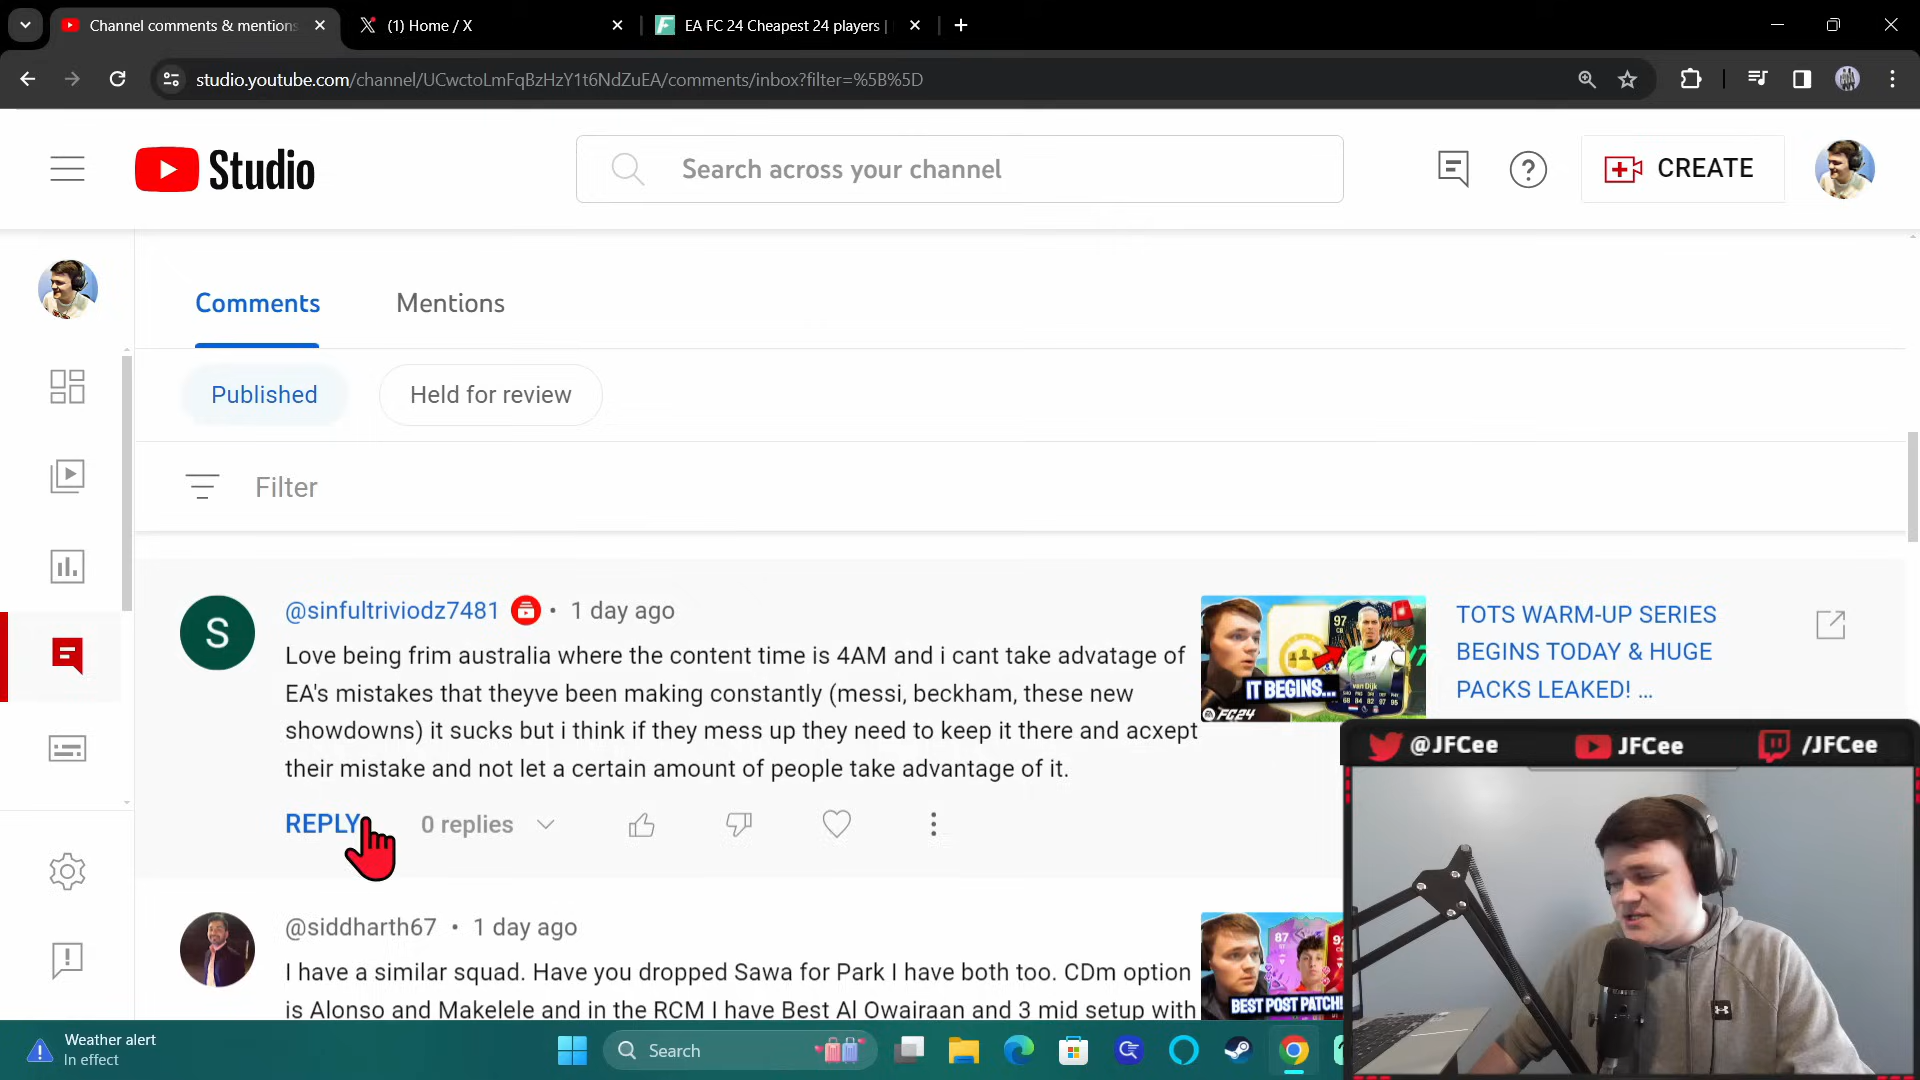 Channel comments & mentions
(1) Home / X
EA FC 24 Cheapest 24 players |
studio.youtube.com/channel/UCwctoLmFqBzHzY1t6NdZuEA/comments/inbox?filter=%5B%5D
Studio
Search across your channel
CREATE
Comments
Mentions
Published
Held for review
Filter
S
@sinfultriviodz7481 • 1 day ago
Love being frim australia where the content time is 4AM and i cant take advatage of
EA's mistakes that theyve been making constantly (messi, beckham, these new
showdowns) it sucks but i think if they mess up they need to keep it there and acxept
their mistake and not let a certain amount of people take advantage of it.
REPLY
0 replies
97
CB
van Dijk
IT BEGINS...
FC24
TOTS WARM-UP SERIES
BEGINS TODAY & HUGE
PACKS LEAKED! ...
@JFCee
JFCee
/JFCee
@siddharth67 • 1 day ago
I have a similar squad. Have you dropped Sawa for Park I have both too. CDm option
is Alonso and Makelele and in the RCM I have Best Al Owairaan and 3 mid setup with
87
BEST POST PATCH!
Weather alert
In effect
Search